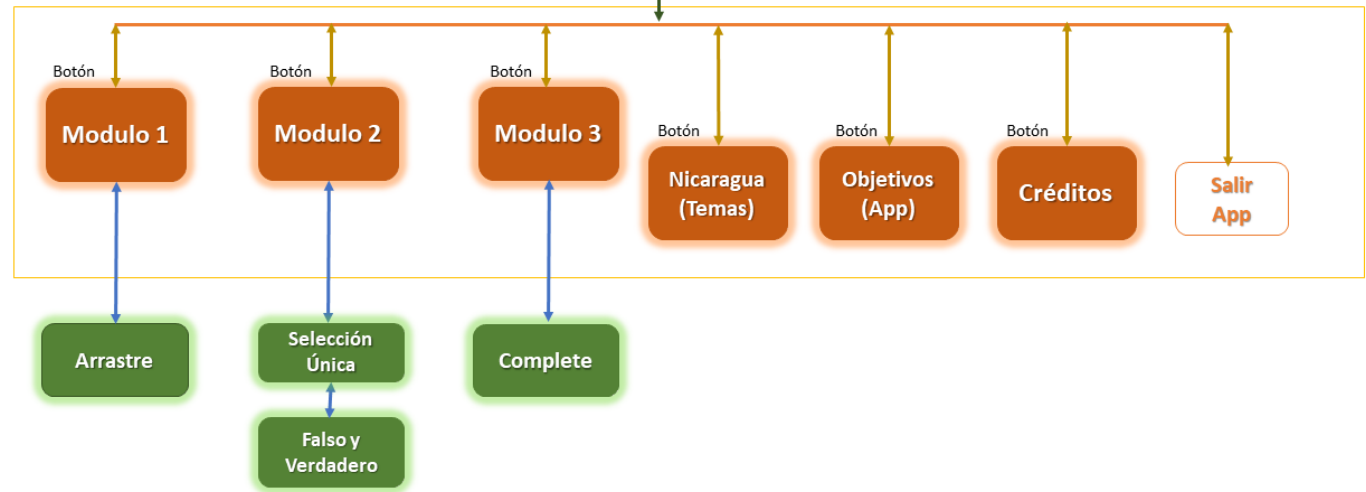 Botón
Modulo 1
Botón
Modulo 2
Botón
Modulo 3
Botón
Nicaragua
(Temas)
Botón
Objetivos
(App)
Botón
Créditos
Salir
App
Arrastre
Selección
Única
Complete
Falso y
Verdadero